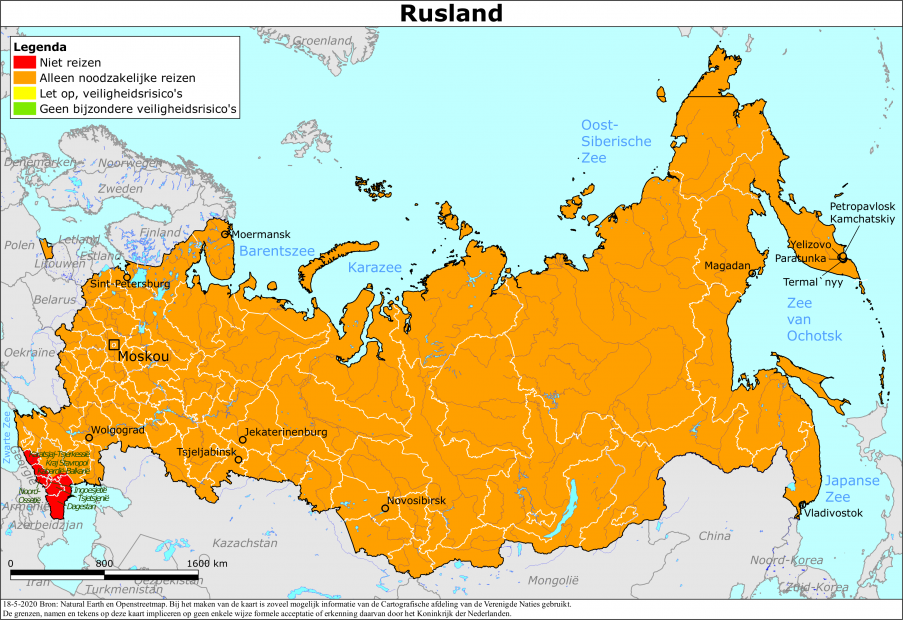 Rusland
Legenda
Niet reizen
Alleen noodzakelijke reizen
Let op, veiligheidsrisico's
Geen bijzondere veiligheidsrisico's
Groenland
Oost-
Siberische
Zee
Denemarken
Noorwegen
Zweden
Finland
Moermansk
Barentszee
Karazee
Petropavlosk
Kamchatskiy
Yelizovo
Paratunka
Termal`nyy
Magadan
Polen
Letland
Estland
Litouwen
Sint-Petersburg
Belarus
Zee
van
Ochotsk
Oekraïne
Moskou
Zwarte Zee
Wolgograd
Jekaterinenburg
Tsjeljabinsk
Kraj Stavropol
Noord-
Ossetië
Ingoesjetië
Tsjetsjenië
Dagestan
Armenië
Azerbeidzjan
Novosibirsk
Japanse
Zee
Vladivostok
Kazachstan
China
Noord-Korea
Zuid-Korea
Mongolië
Iran
Turkmenistan
Oezbekistan
0 800 1600 km
18-5-2020 Bron: Natural Earth en Openstreetmap. Bij het maken van de kaart is zoveel mogelijk informatie van de Cartografische afdeling van de Verenigde Naties gebruikt.
De grenzen, namen en tekens op deze kaart impliceren op geen enkele wijze formele acceptatie of erkenning daarvan door het Koninkrijk der Nederlanden.